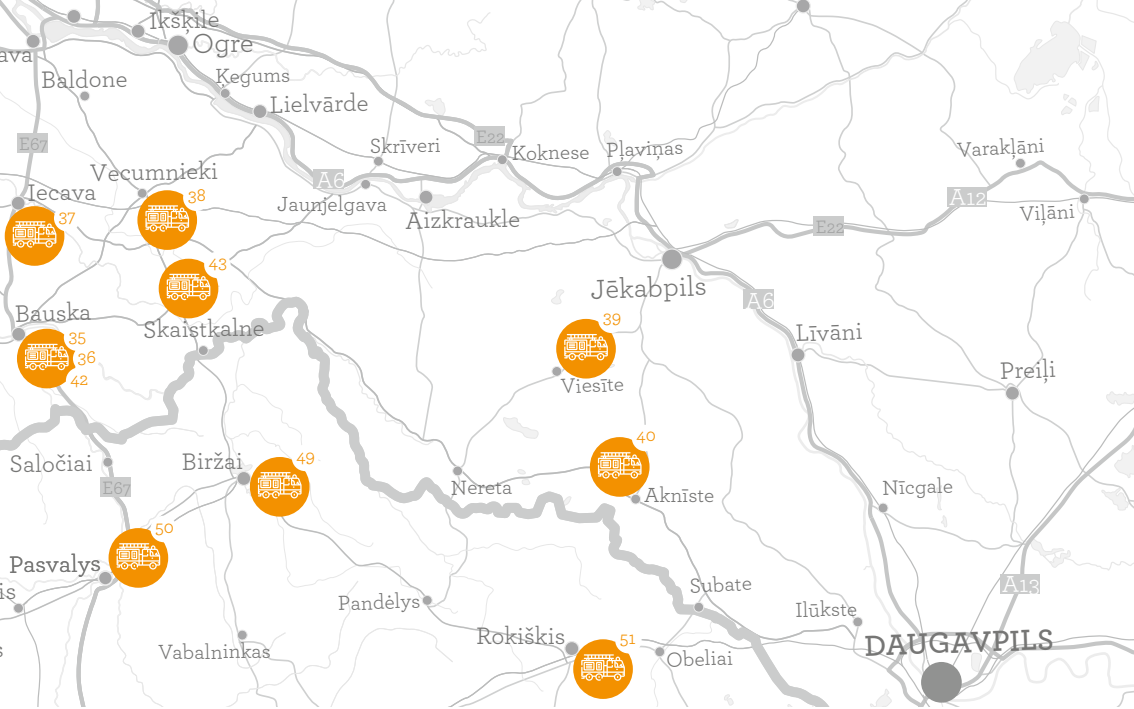 Ikšķile
Ogre
ava
Baldone
Ķegums
Lielvārde
E67
E22
Skrīveri
Koknese
Pļaviņas
Varakļāni
Vecumnieki
A6
Iecava
38
Jaunjelgava
A12
37
Aizkraukle
Viļāni
E22
43
Jēkabpils
A6
Bauska
39
Skaistkalne
Līvāni
35
36
Preiļi
42
Viesīte
40
Saločiai
Biržai
49
E67
Nereta
Aknīste
Nīcgale
50
Pasvalys
A13
is
Subate
Pandėlys
Ilūkste
Rokiškis
51
DAUGAVPILS
s
Vabalninkas
Obeliai